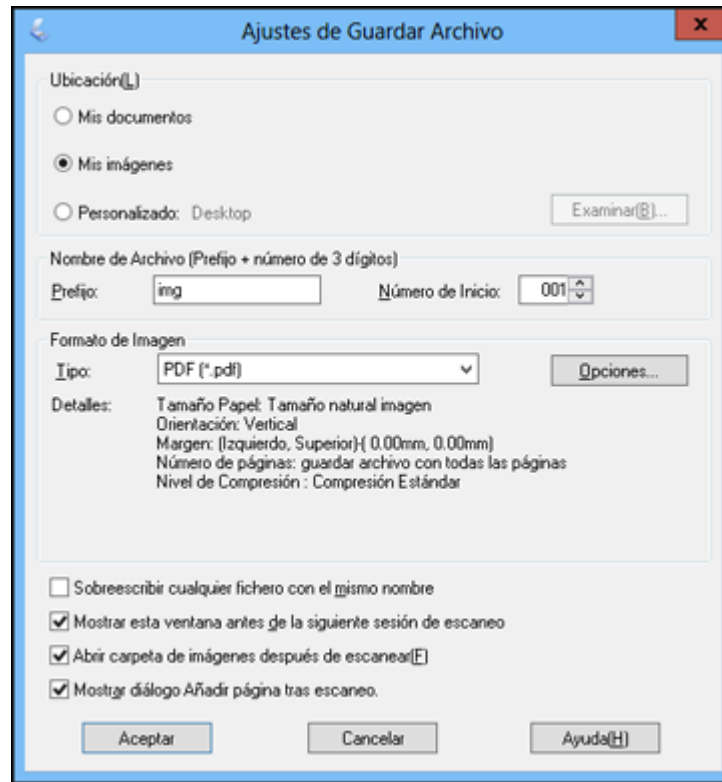 Ajustes de Guardar Archivo
x
Ubicación(L)
Mis documentos
Mis imágenes
Personalizado: Desktop Examinar(B)...
Nombre de Archivo (Prefijo + número de 3 dígitos)
Prefijo: img Número de Inicio: 001
Formato de Imagen
Tipo: PDF (*.pdf) Opciones...
Detalles: Tamaño Papel: Tamaño natural imagen
Orientación: Vertical
Margen: (Izquierdo, Superior)-( 0.00mm, 0.00mm)
Número de páginas: guardar archivo con todas las páginas
Nivel de Compresión : Compresión Estándar
Sobreescribir cualquier fichero con el mismo nombre
Mostrar esta ventana antes de la siguiente sesión de escaneo
Abrir carpeta de imágenes después de escanear(F)
Mostrar diálogo Añadir página tras escaneo.
Aceptar Cancelar Ayuda(H)